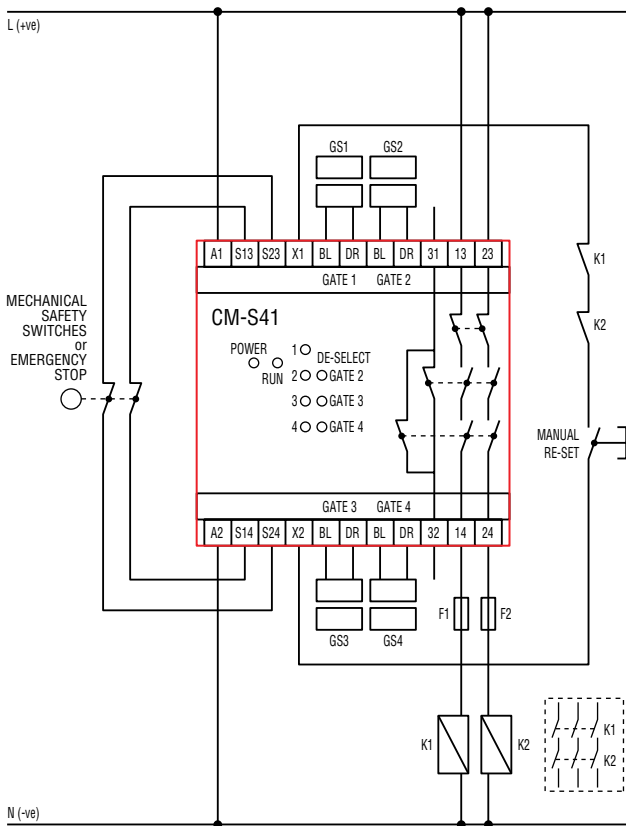 L (+ve)
GS1 GS2
A1 S13 S23 X1 BL DR BL DR 31 13 23
GATE 1 GATE 2
K1
K2
MECHANICAL
SAFETY
SWITCHES
or
EMERGENCY
STOP
CM-S41
POWER
RUN
1
DE-SELECT
2 GATE 2
3 GATE 3
4 GATE 4
MANUAL
RE-SET
GATE 3 GATE 4
A2 S14 S24 X2 BL DR BL DR 32 14 24
GS3 GS4
F1 F2
K1 K2
K1
K2
N (-ve)